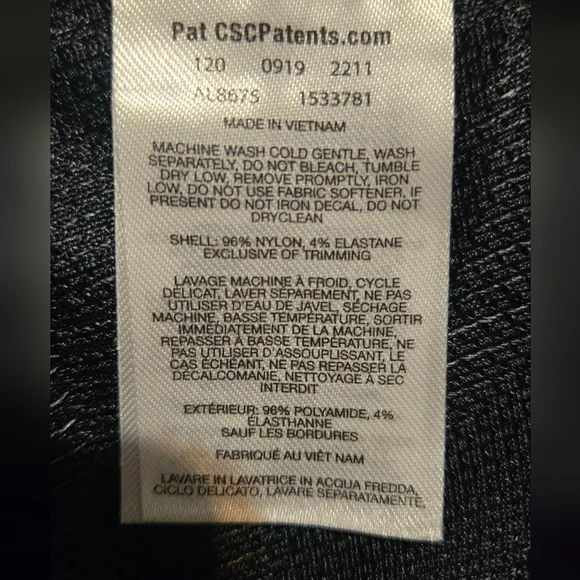 Pat CSCPatents.com
120 0919 2211
AL8675 1533781
MADE IN VIETNAM
MACHINE WASH COLD GENTLE, WASH
SEPARATELY, DO NOT BLEACH, TUMBLE
DRY LOW, REMOVE PROMPTLY, IRON
LOW, DO NOT USE FABRIC SOFTENER, IF
PRESENT DO NOT IRON DECAL, DO NOT
DRYCLEAN
SHELL: 96% NYLON, 4% ELASTANE
EXCLUSIVE OF TRIMMING
LAVAGE MACHINE À FROID, CYCLE
DÉLICAT, LAVER SÉPARÉMENT, NE PAS
UTILISER D'EAU DE JAVEL, SÉCHAGE
MACHINE, BASSE TEMPÉRATURE, SORTIR
IMMÉDIATEMENT DE LA MACHINE,
REPASSER À BASSE TEMPÉRATURE, NE
PAS UTILISER D'ASSOUPLISSANT, LE
CAS ÉCHÉANT, NE PAS REPASSER LA
DÉCALCOMANIE, NETTOYAGE À SEC
INTERDIT
EXTÉRIEUR: 96% POLYAMIDE, 4%
ÉLASTHANNE
SAUF LES BORDURES
FABRIQUÉ AU VIÊT NAM
LAVARE IN LAVATRICE IN ACQUA FREDDA,
CICLO DELICATO, LAVARE SEPARATAMENTE,